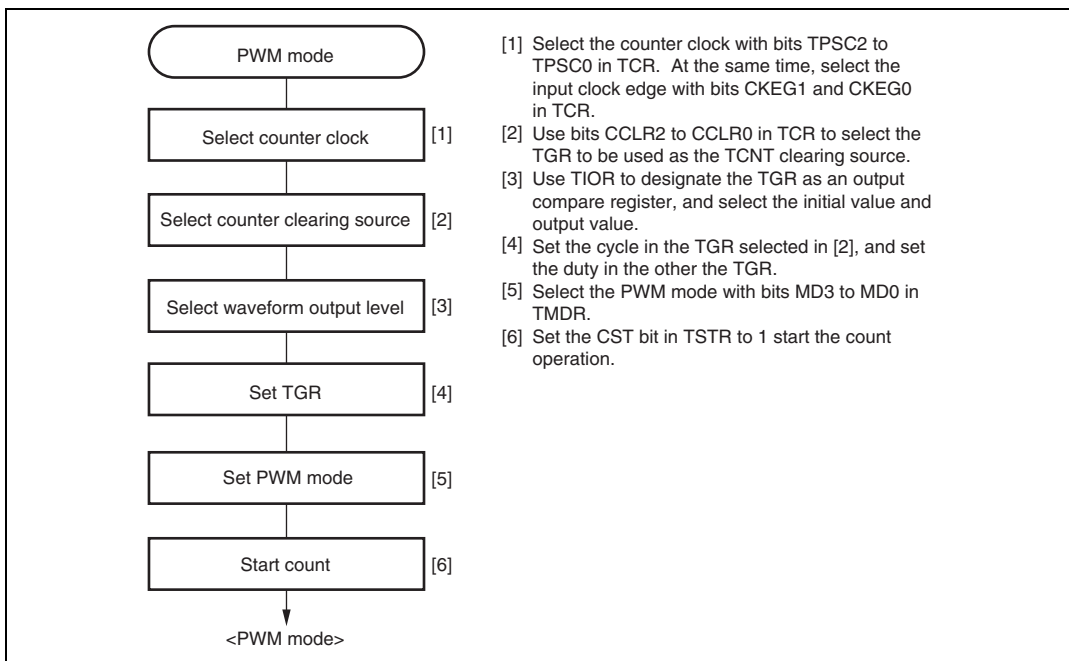 PWM mode
Select counter clock
[1]
Select counter clearing source
[2]
Select waveform output level
[3]
Set TGR
[4]
Set PWM mode
[5]
Start count
[6]
<PWM mode>
[1] Select the counter clock with bits TPSC2 to
TPSC0 in TCR. At the same time, select the
input clock edge with bits CKEG1 and CKEG0
in TCR.
[2] Use bits CCLR2 to CCLR0 in TCR to select the
TGR to be used as the TCNT clearing source.
[3] Use TIOR to designate the TGR as an output
compare register, and select the initial value and
output value.
[4] Set the cycle in the TGR selected in [2], and set
the duty in the other the TGR.
[5] Select the PWM mode with bits MD3 to MD0 in
TMDR.
[6] Set the CST bit in TSTR to 1 start the count
operation.